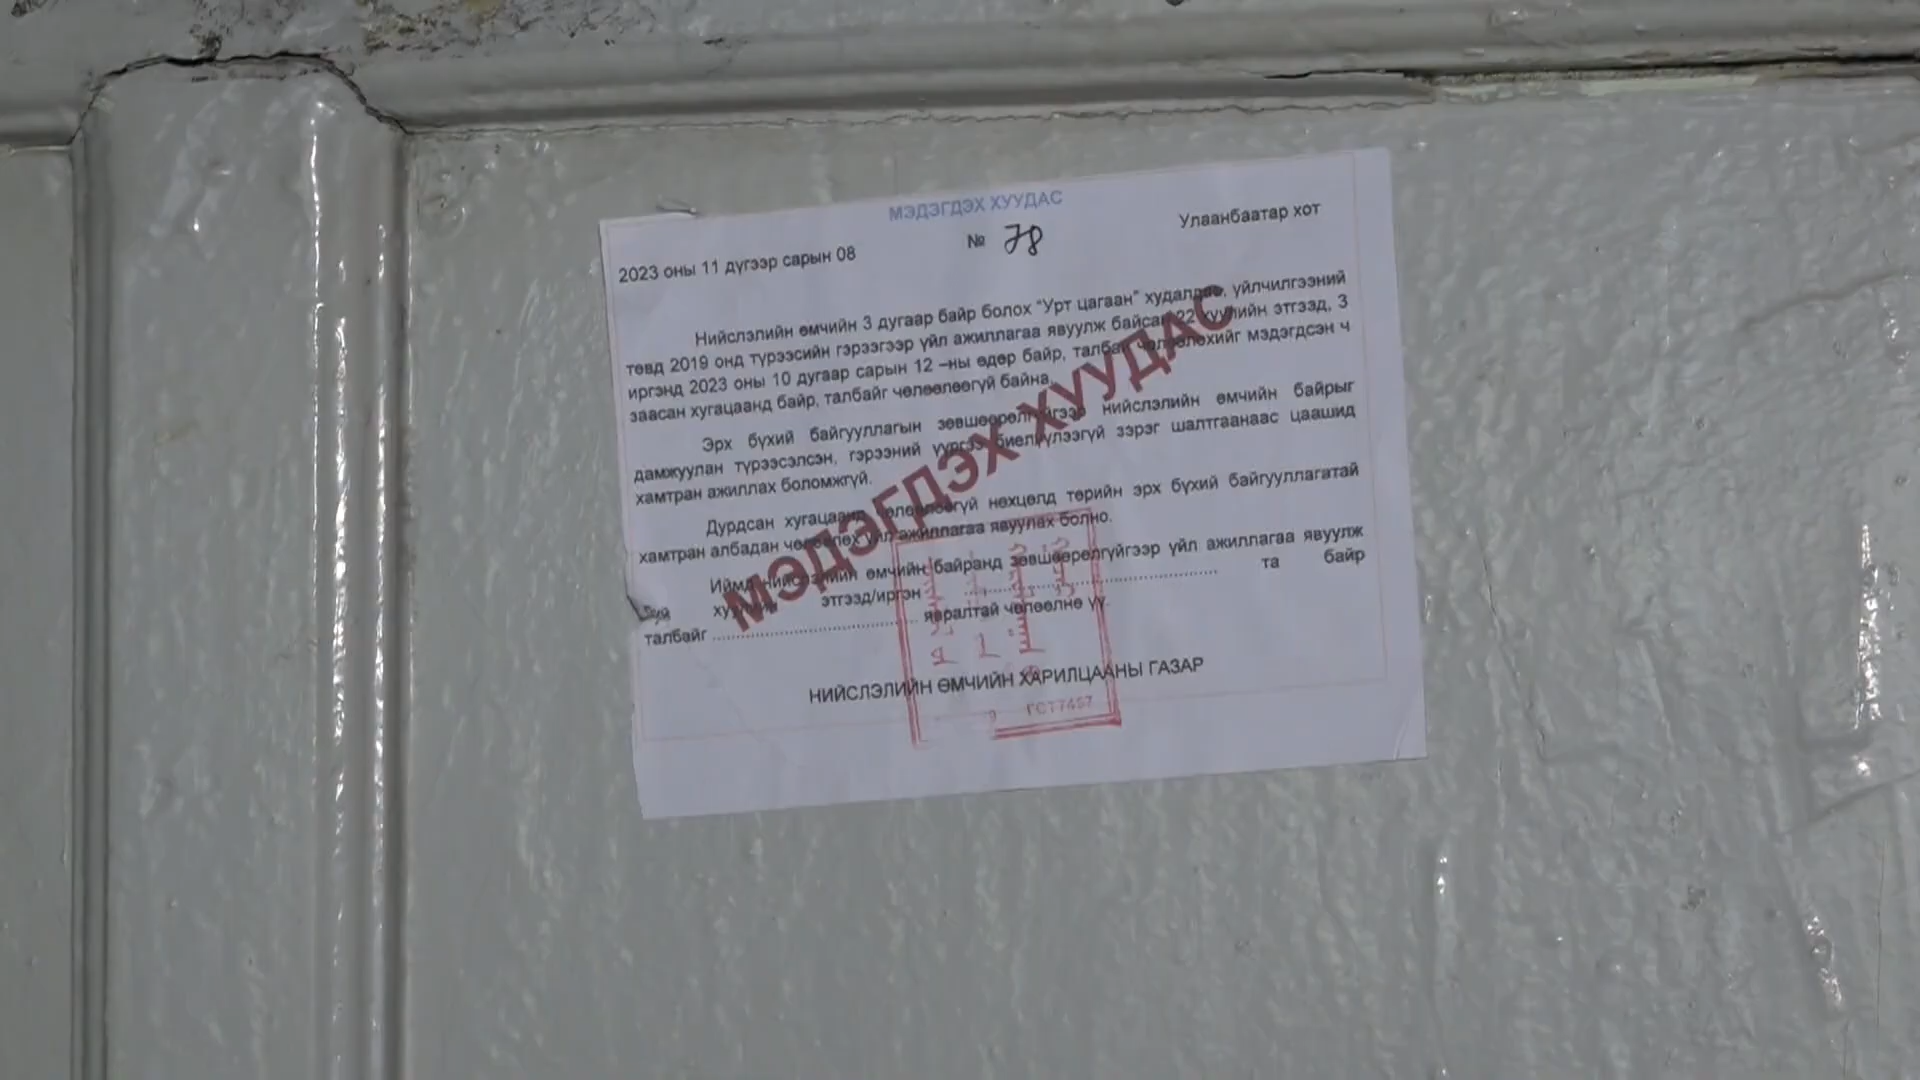 МЭДЭГДЭХ ХУУДАС
2023 оны 11 дүгээр сарын 08 № 78 Улаанбаатар хот
Нийслэлийн өмчийн 3 дугаар байр болох "Урт цагаан" худалдаа, үйлчилгээний
төвд 2019 онд түрээсийн гэрээгээр үйл ажиллагаа явуулж байсан 22 хуулийн этгээд, 3
иргэнд 2023 оны 10 дугаар сарын 12 –ны өдөр байр, талбай чөлөөлөхийг мэдэгдсэн ч
заасан хугацаанд байр, талбайг чөлөөлөөгүй байна.
Эрх бүхий байгууллагын зөвшөөрөлгүйгээр нийслэлийн өмчийн байрыг
дамжуулан түрээсэлсэн, гэрээний үүргээ биелүүлээгүй зэрэг шалтгаанаас цаашид
хамтран ажиллах боломжгүй.
Дурдсан хугацаанд чөлөөлөөгүй нөхцөлд төрийн эрх бүхий байгууллагатай
хамтран албадан чөлөөлөх үйл ажиллагаа явуулах болно.
Иймд нийслэлийн өмчийн байранд зөвшөөрөлгүйгээр үйл ажиллагаа явуулж
буй хуулийн этгээд/иргэн .......................................... та байр
талбайг .................................. яаралтай чөлөөлнө үү.
НИЙСЛЭЛИЙН ӨМЧИЙН ХАРИЛЦААНЫ ГАЗАР
МЭДЭГДЭХ ХУУДАС
ГСТ7457